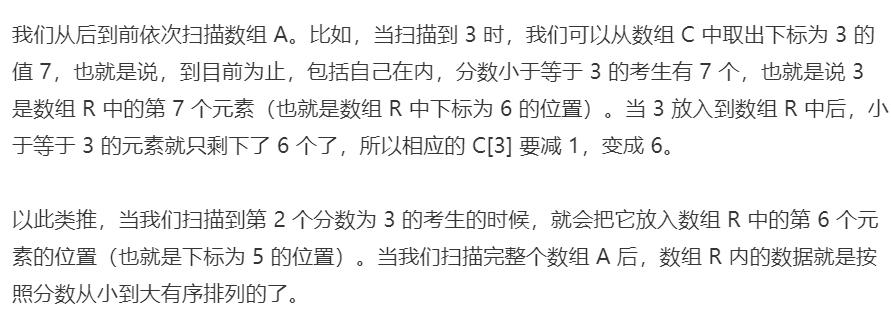 我们从后到前依次扫描数组 A。比如，当扫描到 3 时，我们可以从数组 C 中取出下标为 3 的
值 7，也就是说，到目前为止，包括自己在内，分数小于等于 3 的考生有 7 个，也就是说 3
是数组 R 中的第 7 个元素（也就是数组 R 中下标为 6 的位置）。当 3 放入到数组 R 中后，小
于等于 3 的元素就只剩下了 6 个了，所以相应的 C[3] 要减 1，变成 6。
以此类推，当我们扫描到第 2 个分数为 3 的考生的时候，就会把它放入数组 R 中的第 6 个元
素的位置（也就是下标为 5 的位置）。当我们扫描完整个数组 A 后，数组 R 内的数据就是按
照分数从小到大有序排列的了。